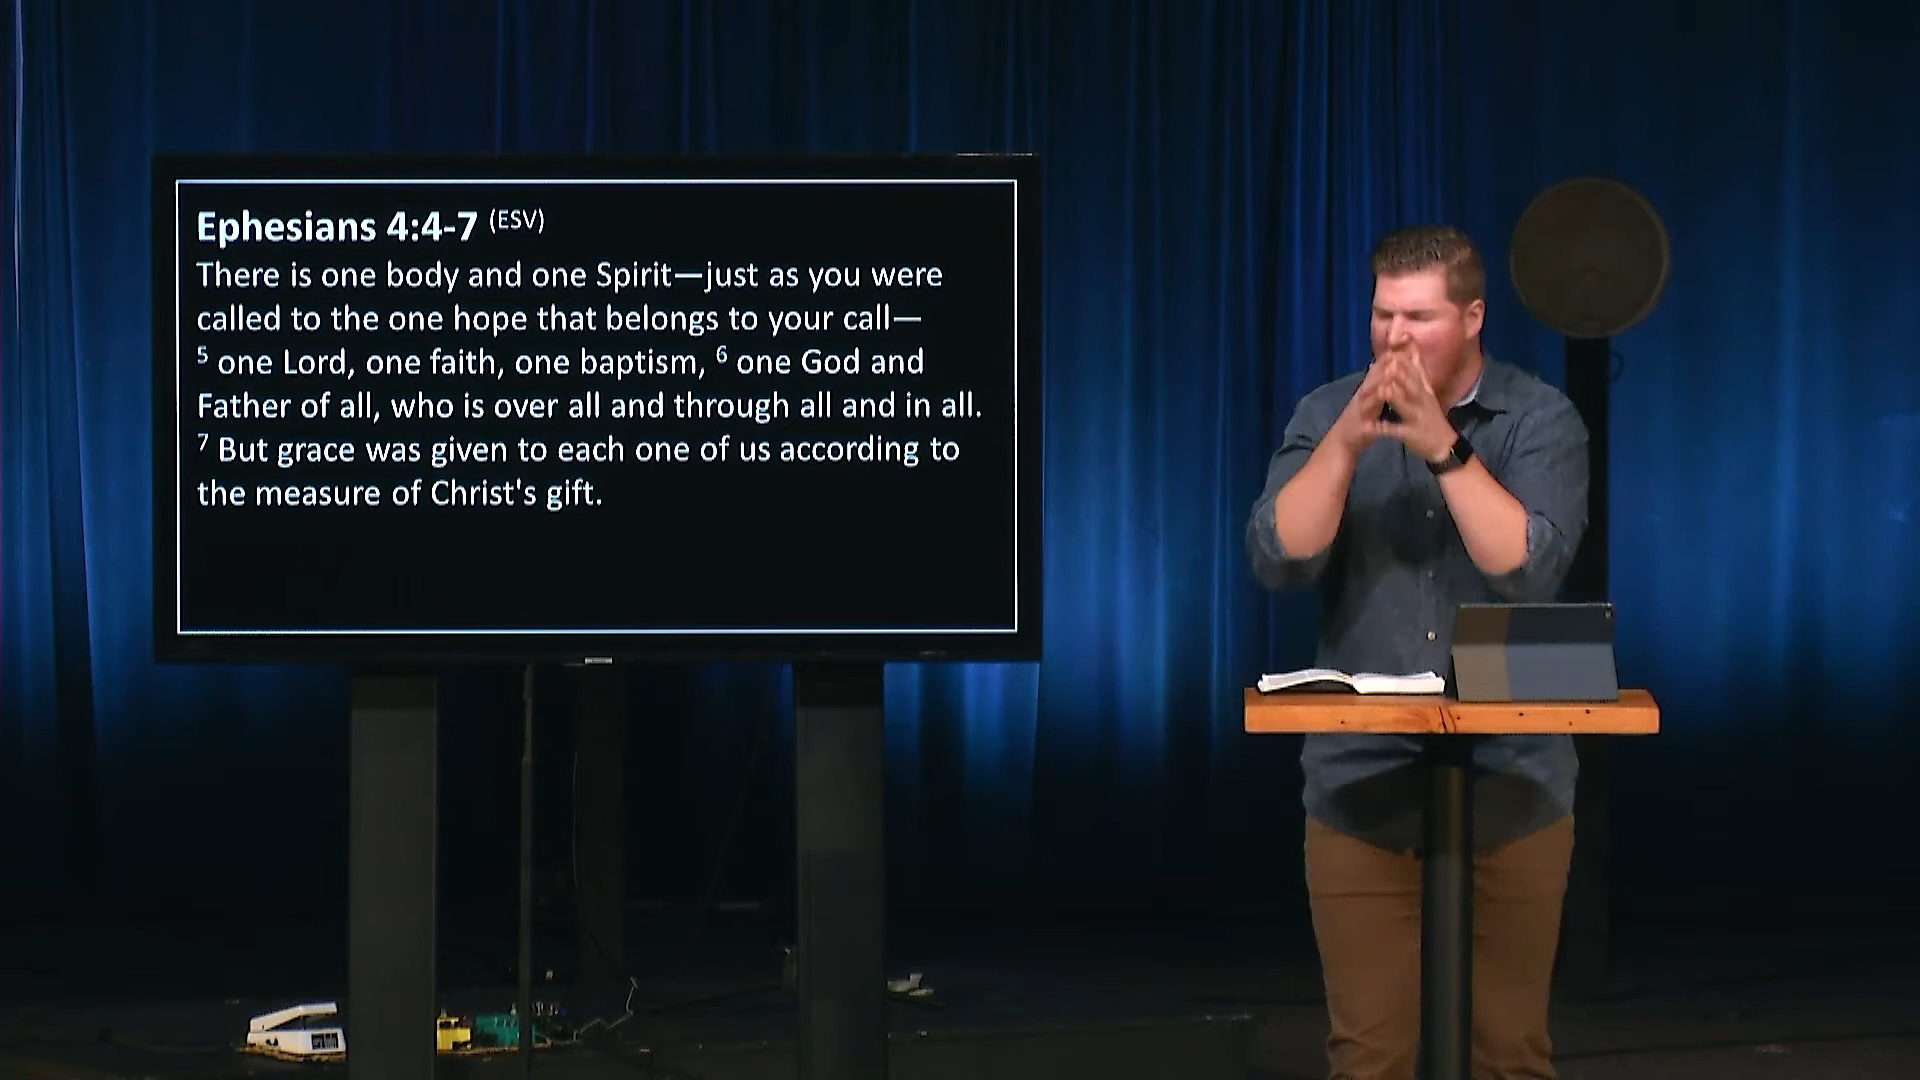 Ephesians 4:4-7 (ESV)
There is one body and one Spirit—just as you were
called to the one hope that belongs to your call—
5 one Lord, one faith, one baptism, 6 one God and
Father of all, who is over all and through all and in all.
7 But grace was given to each one of us according to
the measure of Christ's gift.